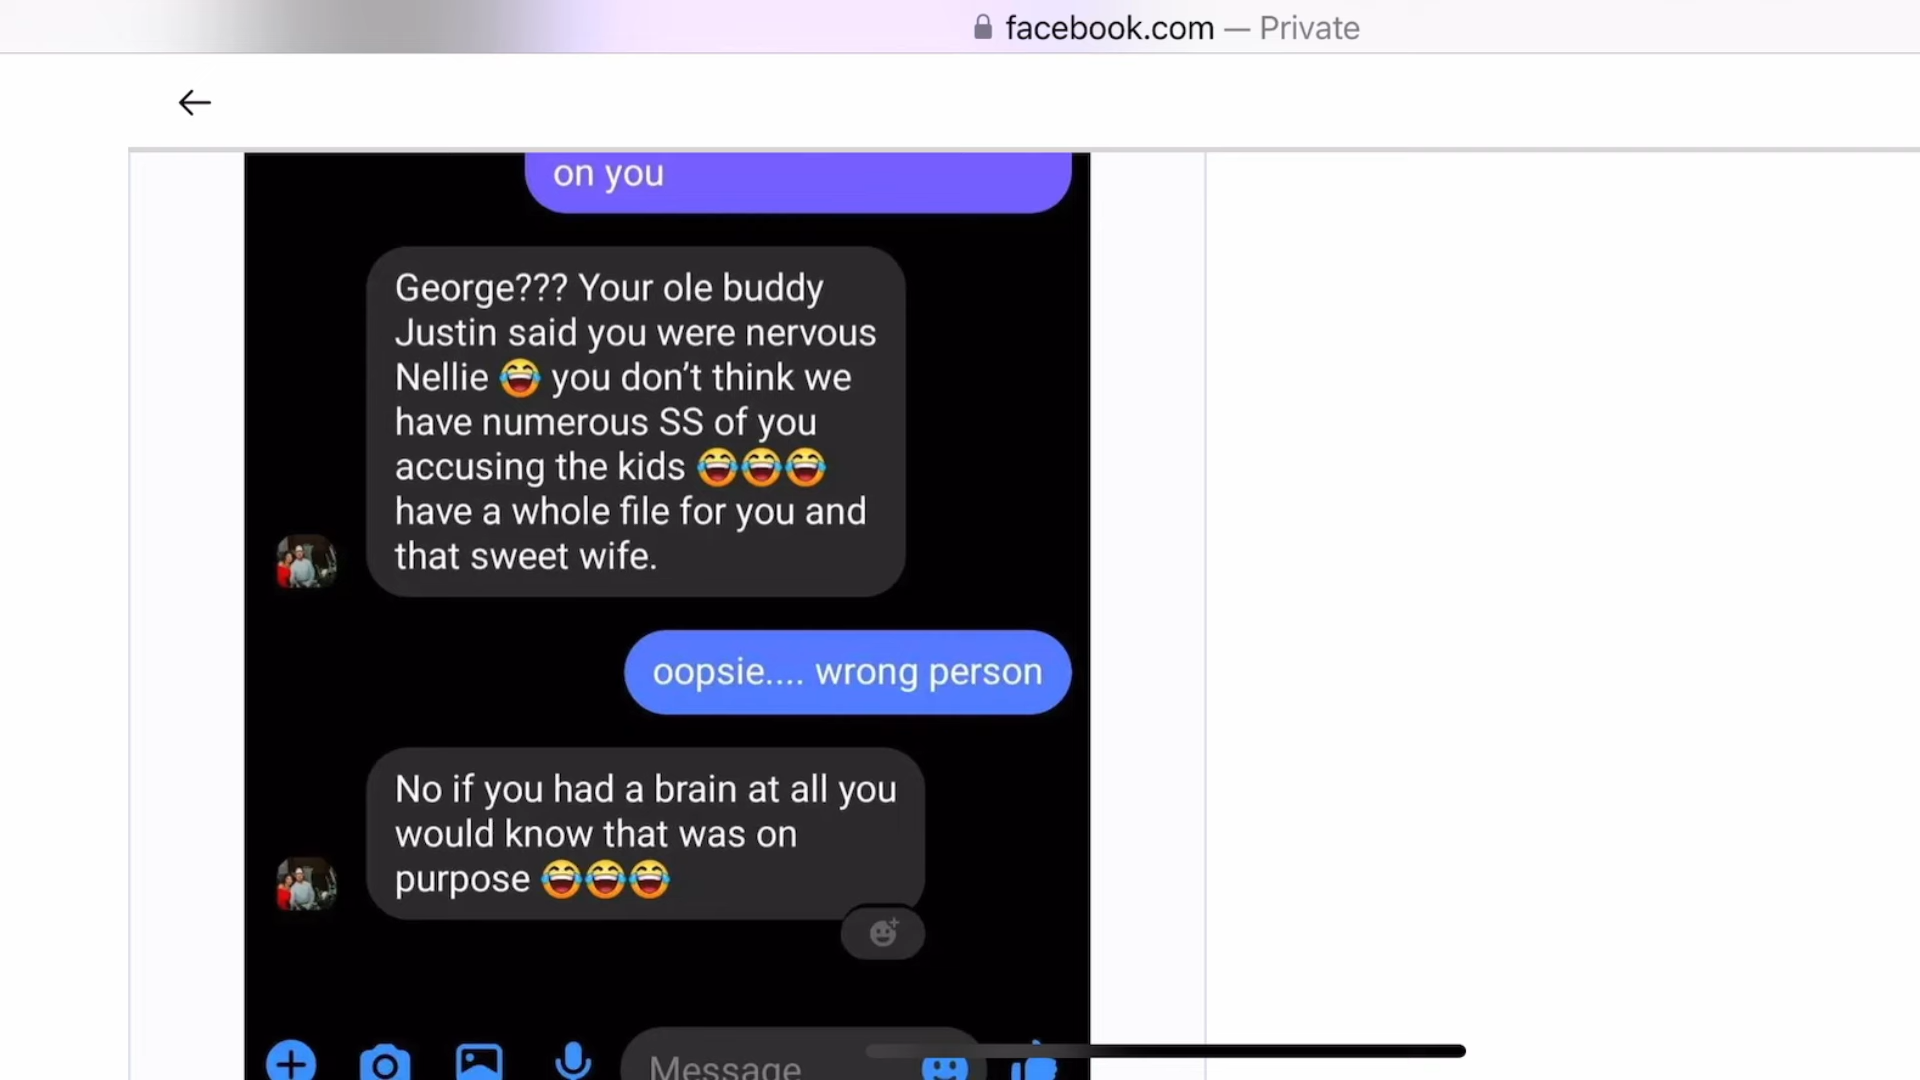 facebook.com — Private
on you
George??? Your ole buddy
Justin said you were nervous
Nellie 😂 you don’t think we
have numerous SS of you
accusing the kids 😂😂😂
have a whole file for you and
that sweet wife.
oopsie.... wrong person
No if you had a brain at all you
would know that was on
purpose 😂😂😂
Message